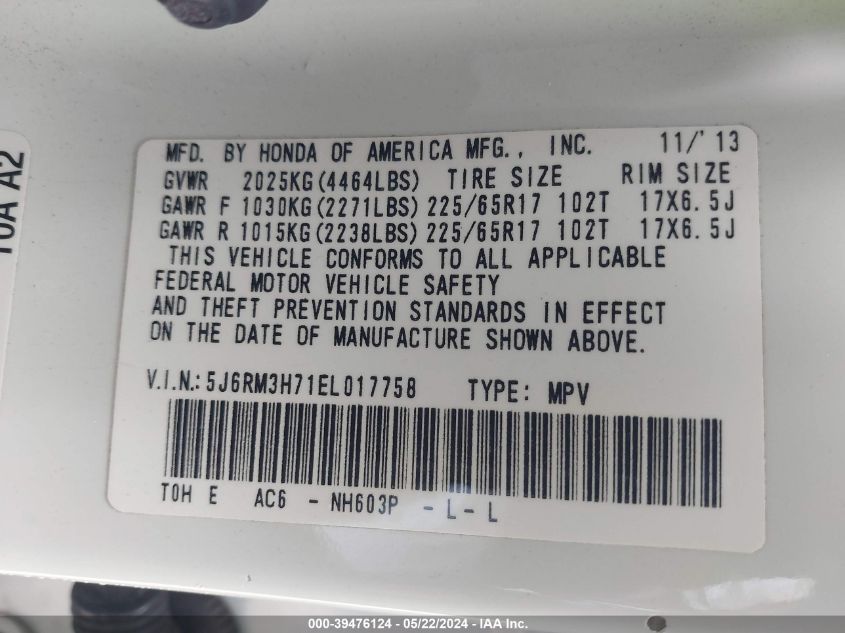 MFD. BY HONDA OF AMERICA MFG., INC. 11/'13
GVWR 2025KG(4464LBS) TIRE SIZE RIM SIZE
GAWR F 1030KG(2271LBS) 225/65R17 102T 17X6.5J
GAWR R 1015KG(2238LBS) 225/65R17 102T 17X6.5J
THIS VEHICLE CONFORMS TO ALL APPLICABLE
FEDERAL MOTOR VEHICLE SAFETY
AND THEFT PREVENTION STANDARDS IN EFFECT
ON THE DATE OF MANUFACTURE SHOWN ABOVE.
V.I.N.: 5J6RM3H71EL017758 TYPE: MPV
T0H E AC6 - NH603P - L - L
A2
000-39476124 - 05/22/2024 - IAA Inc.